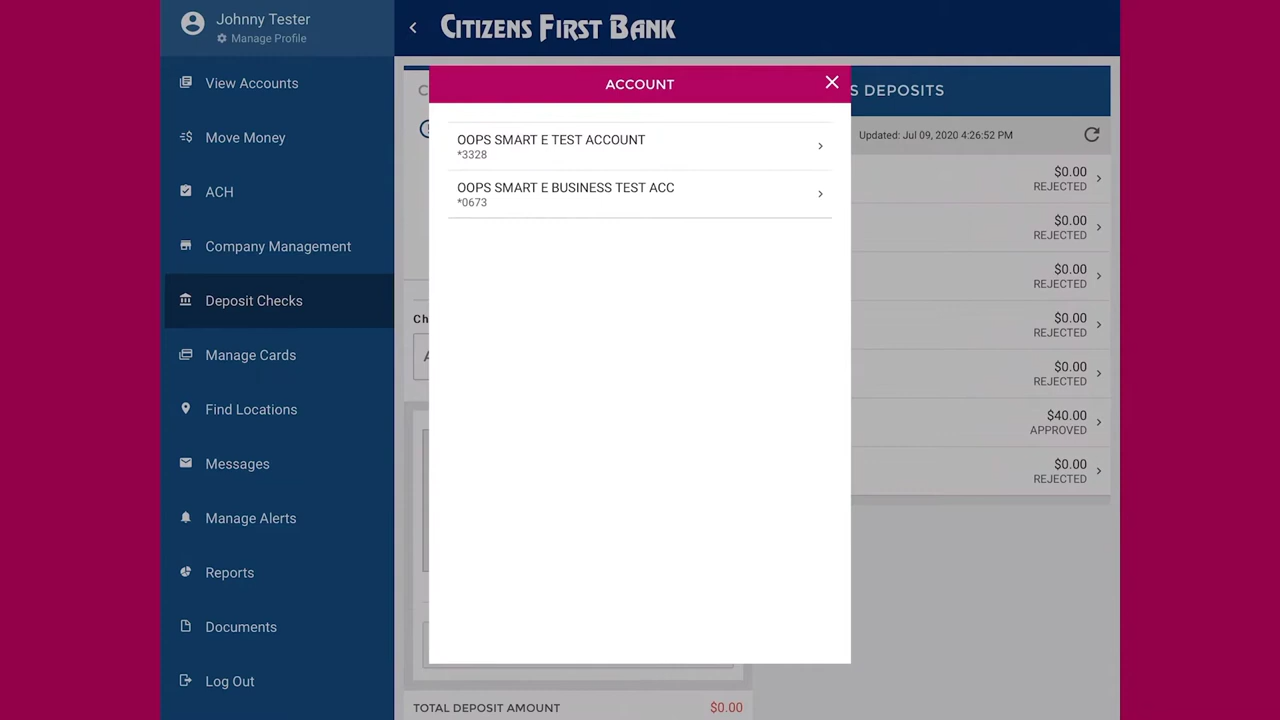 Johnny Tester
Manage Profile
View Accounts
Move Money
ACH
Company Management
Deposit Checks
Manage Cards
Find Locations
Messages
Manage Alerts
Reports
Documents
Log Out
CITIZENS FIRST BANK
ACCOUNT
OOPS SMART E TEST ACCOUNT
*3328
OOPS SMART E BUSINESS TEST ACC
*0673
S DEPOSITS
Updated: Jul 09, 2020 4:26:52 PM
$0.00
REJECTED
$0.00
REJECTED
$0.00
REJECTED
$0.00
REJECTED
$0.00
REJECTED
$40.00
APPROVED
$0.00
REJECTED
Ch
TOTAL DEPOSIT AMOUNT $0.00